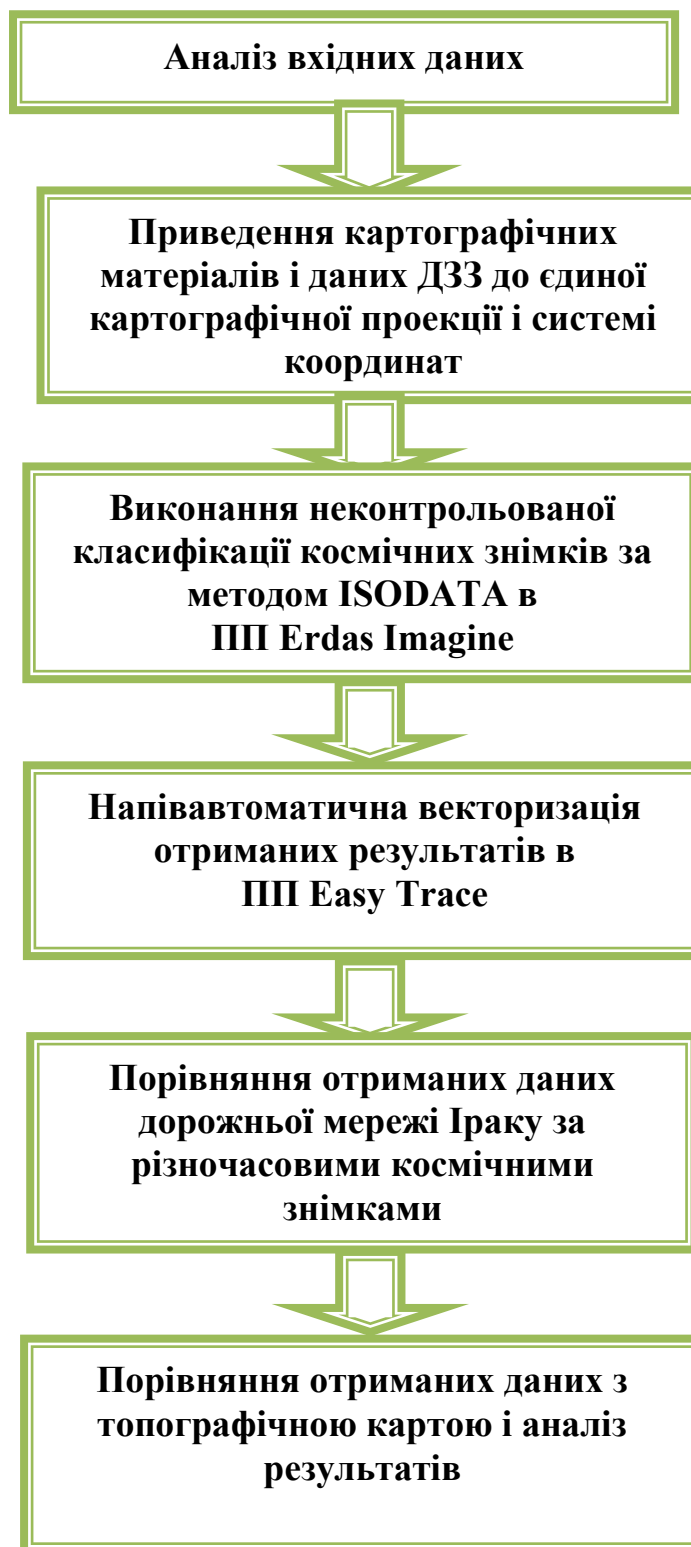 Аналіз вхідних даних
Приведення картографічних
матеріалів і даних ДЗЗ до єдиної
картографічної проекції і системі
координат
Виконання неконтрольованої
класифікації космічних знімків за
методом ISODATA в
ПП Erdas Imagine
Напівавтоматична векторизація
отриманих результатів в
ПП Easy Trace
Порівняння отриманих даних
дорожньої мережі Іраку за
різночасовими космічними
знімками
Порівняння отриманих даних з
топографічною картою і аналіз
результатів